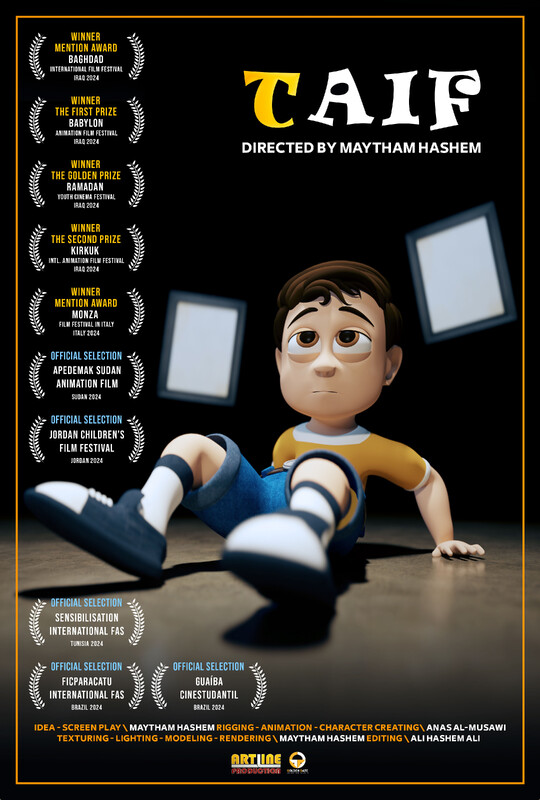 WINNER
MENTION AWARD
BAGHDAD
INTERNATIONAL FILM FESTIVAL
IRAQ 2024
WINNER
THE FIRST PRIZE
BABYLON
ANIMATION FILM FESTIVAL
IRAQ 2024
WINNER
THE GOLDEN PRIZE
RAMADAN
YOUTH CINEMA FESTIVAL
IRAQ 2024
WINNER
THE SECOND PRIZE
KIRKUK
INTL. ANIMATION FILM FESTIVAL
IRAQ 2024
WINNER
MENTION AWARD
MONZA
FILM FESTIVAL IN ITALY
ITALY 2024
OFFICIAL SELECTION
APEDEMAK SUDAN
ANIMATION FILM
SUDAN 2024
OFFICIAL SELECTION
JORDAN CHILDREN'S
FILM FESTIVAL
JORDAN 2024
TAIF
DIRECTED BY MAYTHAM HASHEM
OFFICIAL SELECTION
SENSIBILISATION
INTERNATIONAL FAS
TUNISIA 2024
OFFICIAL SELECTION
FICPARACATU
INTERNATIONAL FAS
BRAZIL 2024
OFFICIAL SELECTION
GUAÍBA
CINESTUDANTIL
BRAZIL 2024
IDEA - SCREEN PLAY \ MAYTHAM HASHEM RIGGING - ANIMATION - CHARACTER CREATING \ ANAS AL-MUSAWI
TEXTURING - LIGHTING - MODELING - RENDERING \ MAYTHAM HASHEM EDITING \ ALI HASHEM ALI
ARTLINE
PRODUCTION